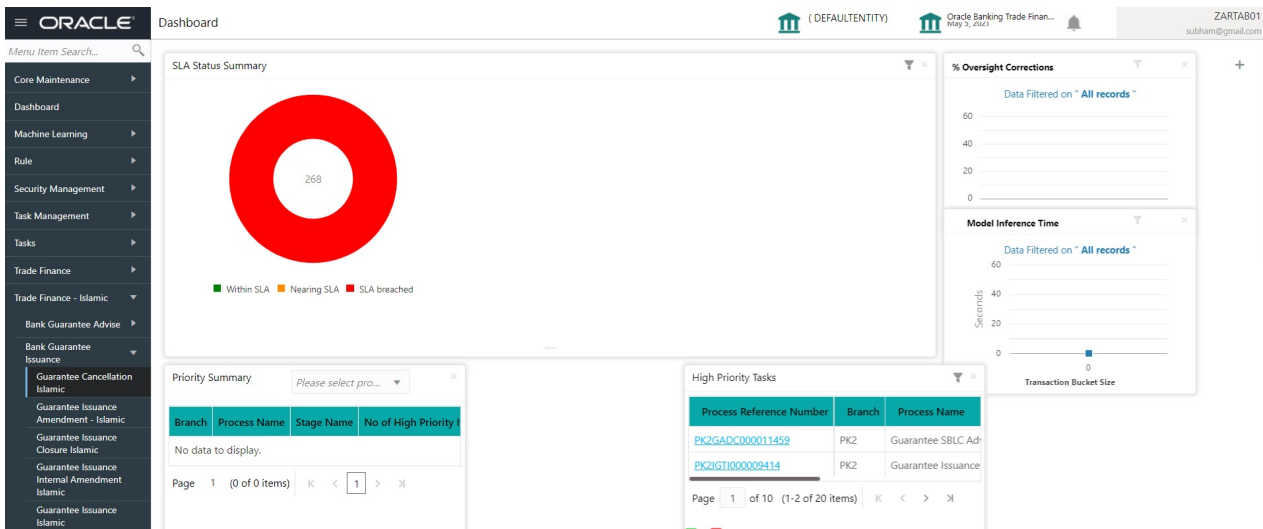 ORACLE
Dashboard
( DEFAULTENTITY)
Oracle Banking Trade Finan...
May 5, 2021
ZARTAB01
subham@gmail.com
Menu Item Search...
Core Maintenance
Dashboard
Machine Learning
Rule
Security Management
Task Management
Tasks
Trade Finance
Trade Finance - Islamic
Bank Guarantee Advise
Bank Guarantee
Issuance
Guarantee Cancellation
Islamic
Guarantee Issuance
Amendment - Islamic
Guarantee Issuance
Closure Islamic
Guarantee Issuance
Internal Amendment
Islamic
Guarantee Issuance
Islamic
SLA Status Summary
268
Within SLA Nearing SLA SLA breached
% Oversight Corrections
Data Filtered on " All records "
60
40
20
0
Model Inference Time
Data Filtered on " All records "
Seconds
60
40
20
0
0
Transaction Bucket Size
Priority Summary
Please select pro...
Branch Process Name Stage Name No of High Priority
No data to display.
Page 1 (0 of 0 items) 1
High Priority Tasks
Process Reference Number Branch Process Name
PK2GADC000011459 PK2 Guarantee SBLC Adv
PK2IGTI000009414 PK2 Guarantee Issuance
Page 1 of 10 (1-2 of 20 items)